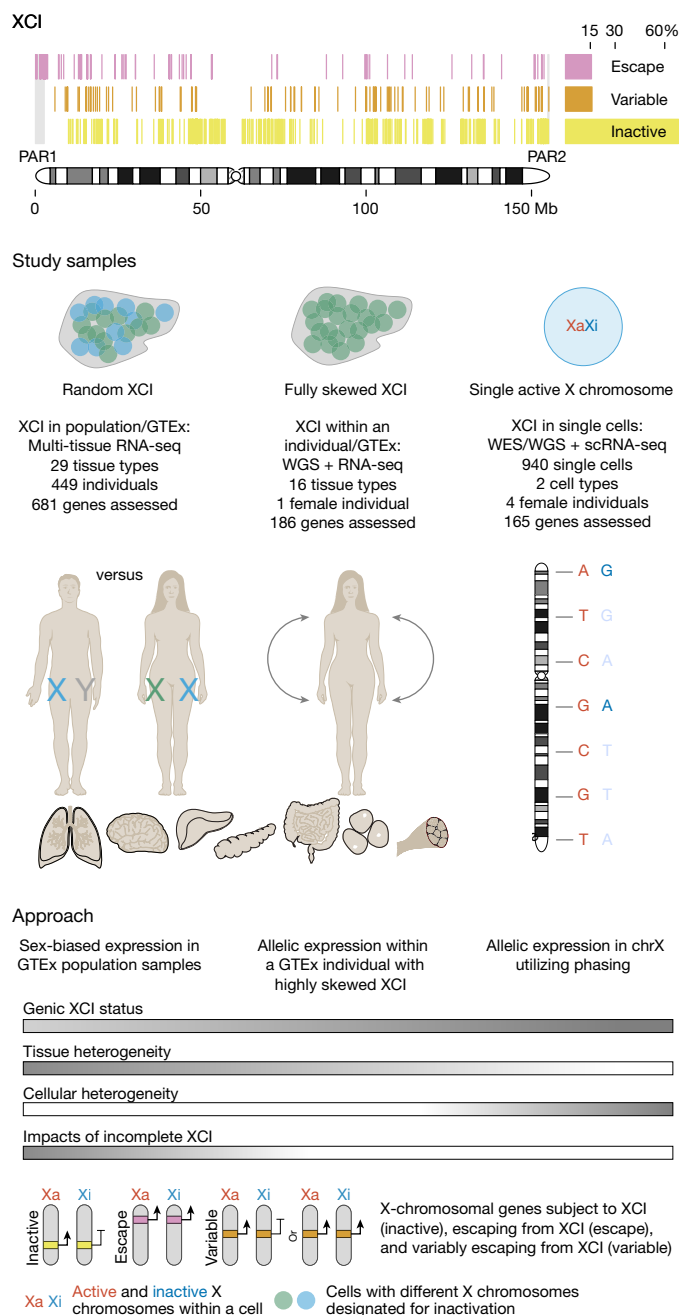 XCI
15 30 60%
Escape
Variable
Inactive
PAR1
PAR2
0 50 100 150 Mb
Study samples
XaXi
Random XCI
Fully skewed XCI
Single active X chromosome
XCI in population/GTEx:
Multi-tissue RNA-seq
29 tissue types
449 individuals
681 genes assessed
XCI within an
individual/GTEx:
WGS + RNA-seq
16 tissue types
1 female individual
186 genes assessed
XCI in single cells:
WES/WGS + scRNA-seq
940 single cells
2 cell types
4 female individuals
165 genes assessed
versus
X Y
X X
A G
T G
C A
G A
C T
G T
T A
Approach
Sex-biased expression in
GTEx population samples
Allelic expression within
a GTEx individual with
highly skewed XCI
Allelic expression in chrX
utilizing phasing
Genic XCI status
Tissue heterogeneity
Cellular heterogeneity
Impacts of incomplete XCI
Xa Xi
Inactive
Xa Xi
Escape
Xa Xi
Variable
or
Xa Xi
X-chromosomal genes subject to XCI
(inactive), escaping from XCI (escape),
and variably escaping from XCI (variable)
Xa Xi
Active and inactive X
chromosomes within a cell
Cells with different X chromosomes
designated for inactivation